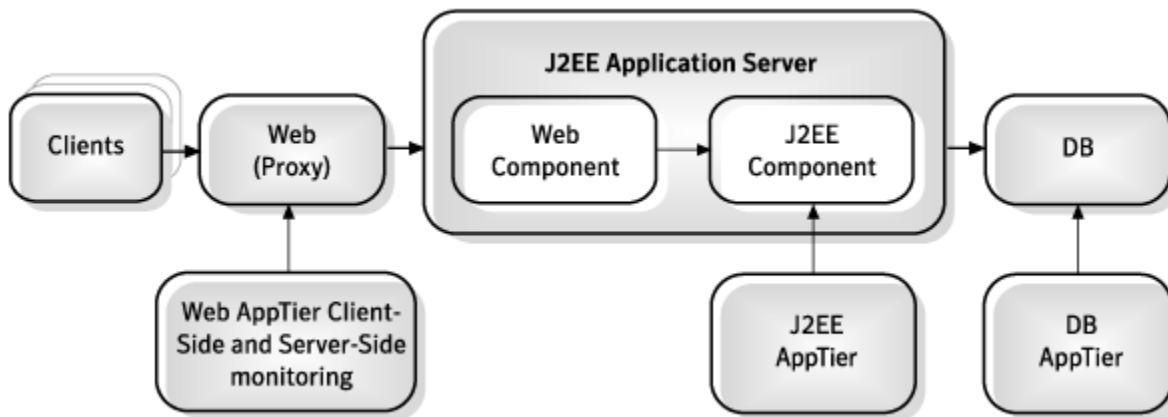 J2EE Application Server
Clients
Web
(Proxy)
Web
Component
J2EE
Component
DB
Web AppTier Client-
Side and Server-Side
monitoring
J2EE
AppTier
DB
AppTier